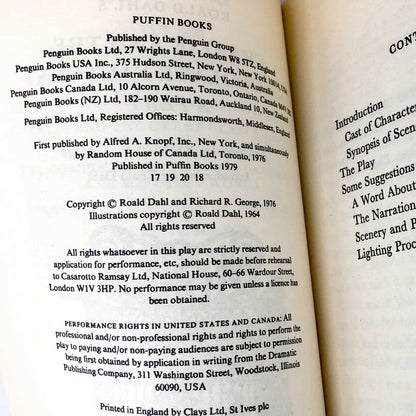 PUFFIN BOOKS
Published by the Penguin Group
Penguin Books Ltd, 27 Wrights Lane, London W8 5TZ, England
Penguin Books USA Inc., 375 Hudson Street, New York, New York 10014, USA
Penguin Books Australia Ltd, Ringwood, Victoria, Australia
Penguin Books Canada Ltd, 10 Alcorn Avenue, Toronto, Ontario, Canada
Penguin Books (NZ) Ltd, 182–190 Wairau Road, Auckland 10, New Zealand
Penguin Books Ltd, Registered Offices: Harmondsworth, Middlesex, England
First published by Alfred A. Knopf, Inc., New York, and simultaneously
by Random House of Canada Ltd, Toronto, 1976
Published in Puffin Books 1979
17 19 20 18
Copyright © Roald Dahl and Richard R. George, 1976
Illustrations copyright © Roald Dahl, 1964
All rights reserved
All rights whatsoever in this play are strictly reserved and
application for performance, etc, should be made before rehearsal
to Casarotto Ramsay Ltd, National House, 60–66 Wardour Street,
London W1V 3HP. No performance may be given unless a licence has
been obtained.
PERFORMANCE RIGHTS IN UNITED STATES AND CANADA: All
professional and/or non-professional rights and rights to perform the
play to paying and/or non-paying audiences are subject to permission
being first obtained by application in writing from the Dramatic
Publishing Company, 311 Washington Street, Woodstock, Illinois
60090, USA
Printed in England by Clays Ltd, St Ives plc
CONT
Introduction
Cast of Characte
Synopsis of Scen
The Play
Some Suggestions
A Word About
The Narration
Scenery and P
Lighting Proc